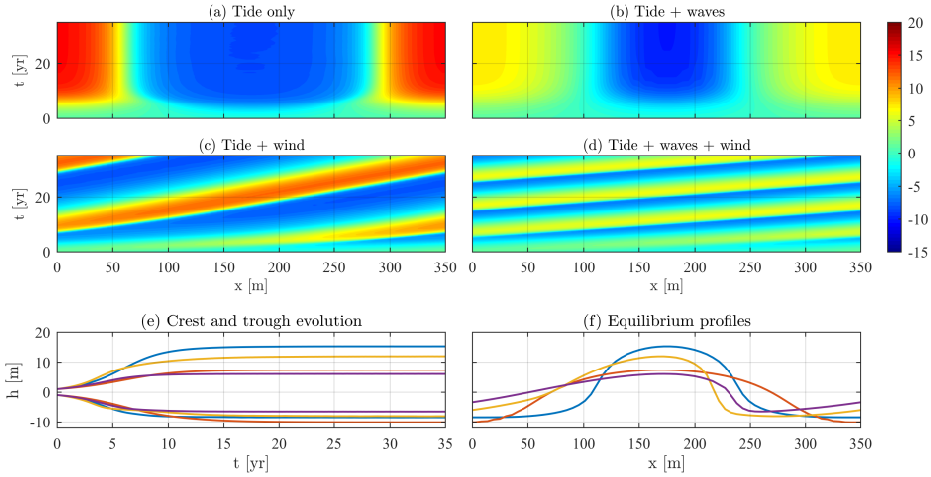 (a) Tide only
(b) Tide + waves
t [yr]
20
0
20
15
10
5
0
-5
-10
-15
(c) Tide + wind
(d) Tide + waves + wind
t [yr]
20
0
0 50 100 150 200 250 300 350
0 50 100 150 200 250 300 350
x [m]
x [m]
(e) Crest and trough evolution
(f) Equilibrium profiles
h [m]
20
10
0
-10
0 5 10 15 20 25 30 35
0 50 100 150 200 250 300 350
t [yr]
x [m]